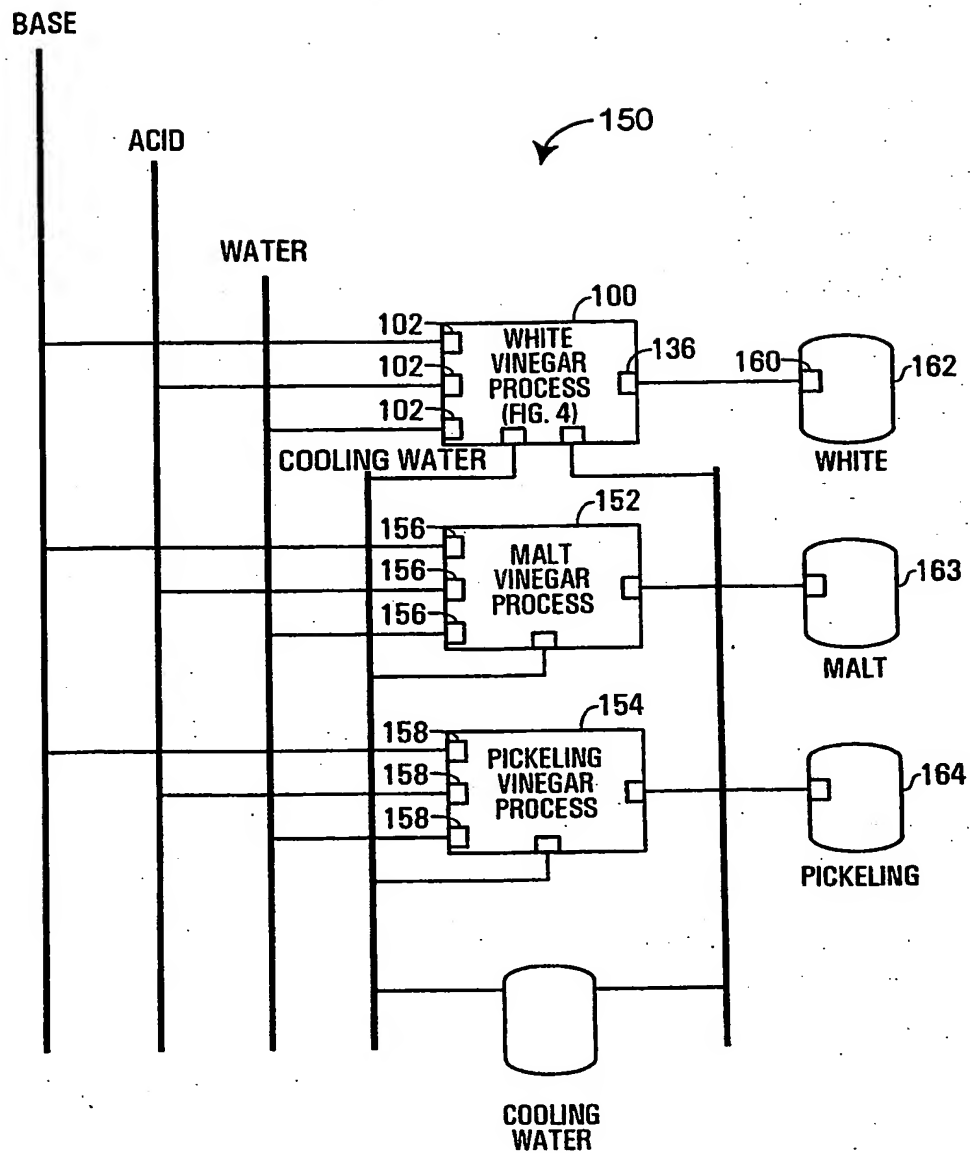 BASE
ACID
150
WATER
100
102
WHITE
VINEGAR
PROCESS
(FIG. 4)
136
160
162
102
102
WHITE
COOLING WATER
152
156
MALT
VINEGAR
PROCESS
163
156
156
MALT
154
158
PICKELING
VINEGAR
PROCESS
164
158
158
PICKELING
COOLING
WATER